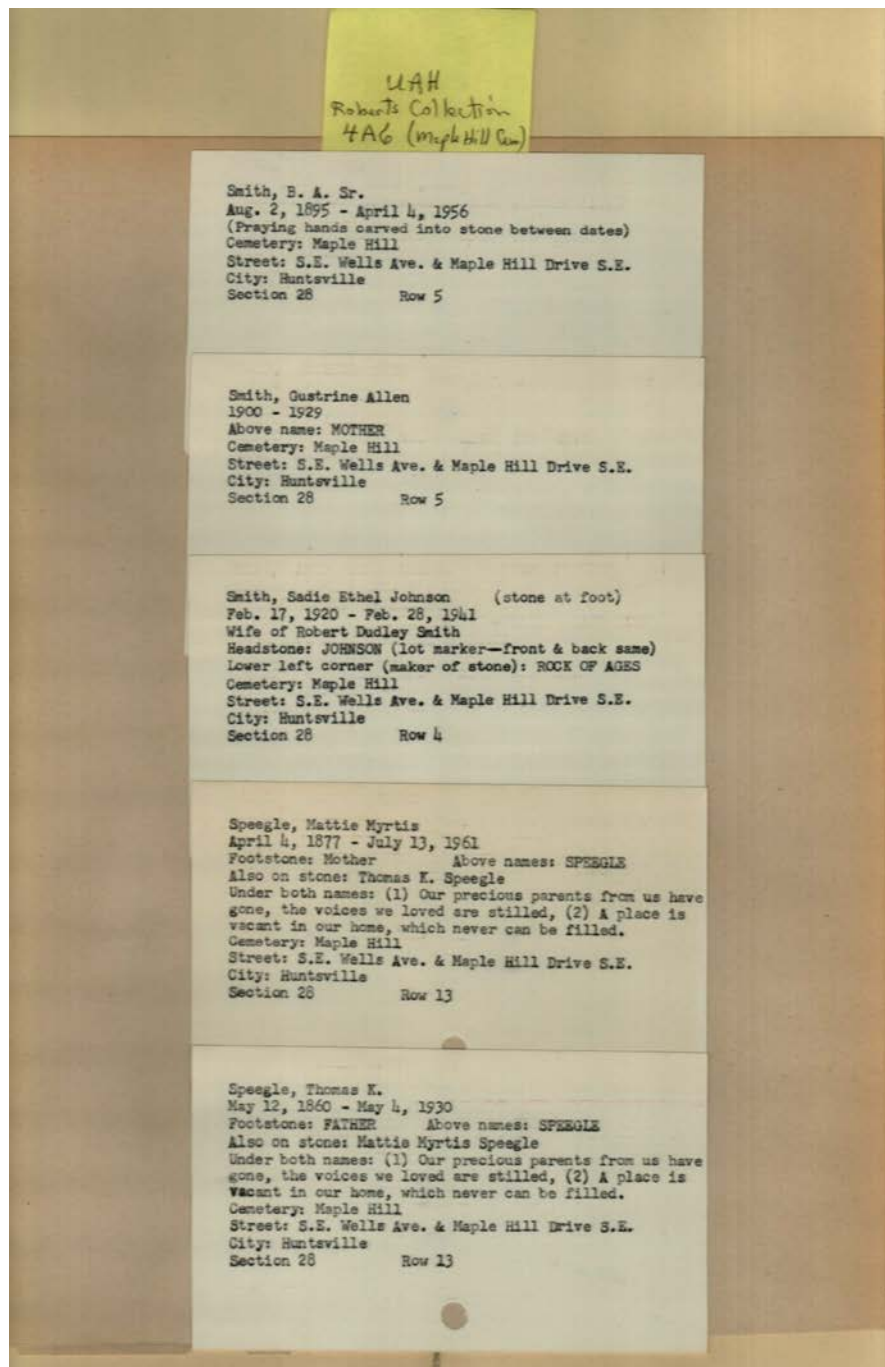 UAH
Roberts Collection
4A6 (Maple Hill Cem)
Smith, B. A. Sr.
Aug. 2, 1895 - April 4, 1956
(Praying hands carved into stone between dates)
Cemetery: Maple Hill
Street: S.E. Wells Ave. & Maple Hill Drive S.E.
City: Huntsville
Section 28 Row 5
Smith, Gustrine Allen
1900 - 1929
Above name: MOTHER
Cemetery: Maple Hill
Street: S.E. Wells Ave. & Maple Hill Drive S.E.
City: Huntsville
Section 28 Row 5
Smith, Sadie Ethel Johnson (stone at foot)
Feb. 17, 1920 - Feb. 28, 1941
Wife of Robert Dudley Smith
Headstone: JOHNSON (lot marker—front & back same)
Lower left corner (maker of stone): ROCK OF AGES
Cemetery: Maple Hill
Street: S.E. Wells Ave. & Maple Hill Drive S.E.
City: Huntsville
Section 28 Row 4
Speegle, Mattie Myrtis
April 4, 1877 - July 13, 1961
Footstone: Mother Above names: SPEEGLE
Also on stone: Thomas K. Speegle
Under both names: (1) Our precious parents from us have
gone, the voices we loved are stilled, (2) A place is
vacant in our home, which never can be filled.
Cemetery: Maple Hill
Street: S.E. Wells Ave. & Maple Hill Drive S.E.
City: Huntsville
Section 28 Row 13
Speegle, Thomas K.
May 12, 1860 - May 4, 1930
Footstone: FATHER Above names: SPEEGLE
Also on stone: Mattie Myrtis Speegle
Under both names: (1) Our precious parents from us have
gone, the voices we loved are stilled, (2) A place is
vacant in our home, which never can be filled.
Cemetery: Maple Hill
Street: S.E. Wells Ave. & Maple Hill Drive S.E.
City: Huntsville
Section 28 Row 13